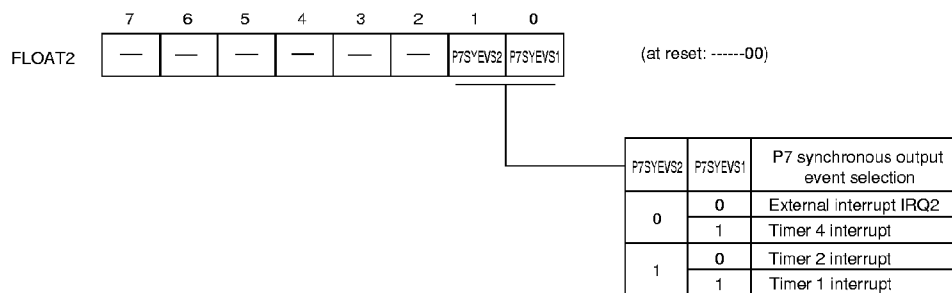 7 6 5 4 3 2 1 0
FLOAT2 — — — — — — P7SYEVS2 P7SYEVS1 (at reset: ------00)
P7SYEVS2 P7SYEVS1 P7 synchronous output
event selection
0 0 External interrupt IRQ2
1 Timer 4 interrupt
1 0 Timer 2 interrupt
1 Timer 1 interrupt